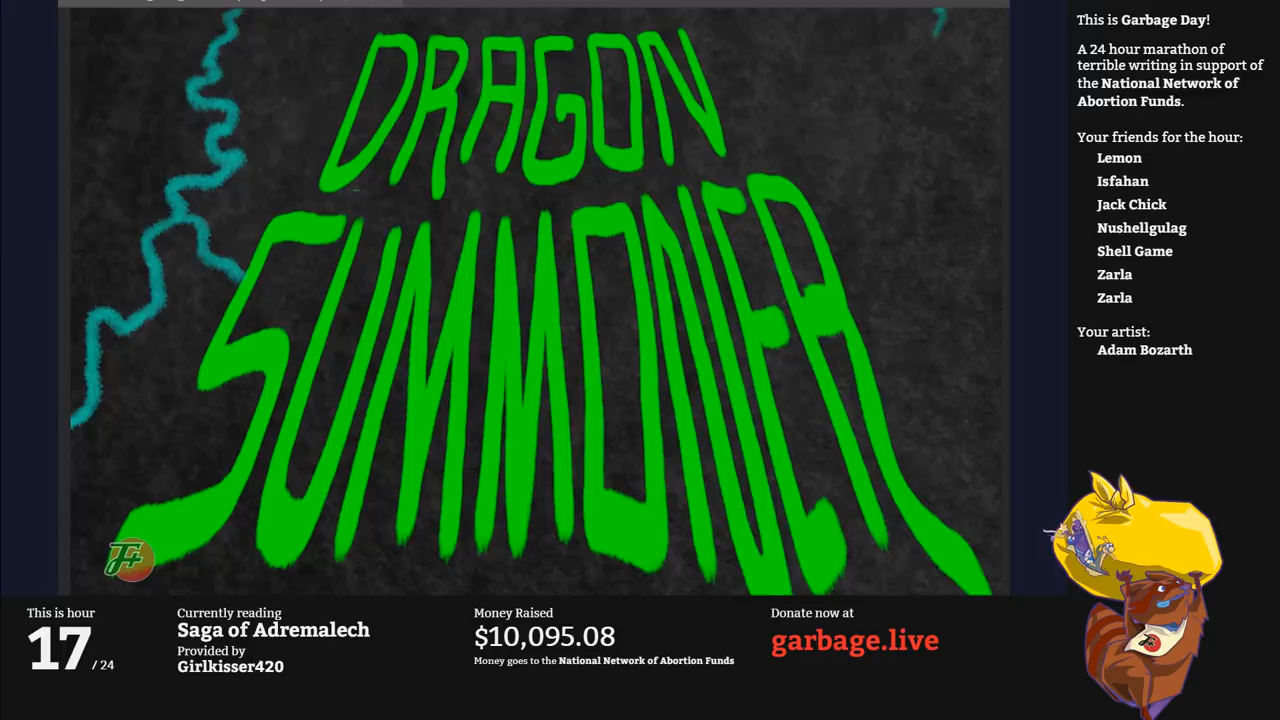 DRAGON
SUMMONER
This is Garbage Day!
A 24 hour marathon of
terrible writing in support of
the National Network of
Abortion Funds.
Your friends for the hour:
Lemon
Isfahan
Jack Chick
Nushellgulag
Shell Game
Zarla
Zarla
Your artist:
Adam Bozarth
This is hour
17 / 24
Currently reading
Saga of Adremalech
Provided by
Girlkisser420
Money Raised
$10,095.08
Money goes to the National Network of Abortion Funds
Donate now at
garbage.live